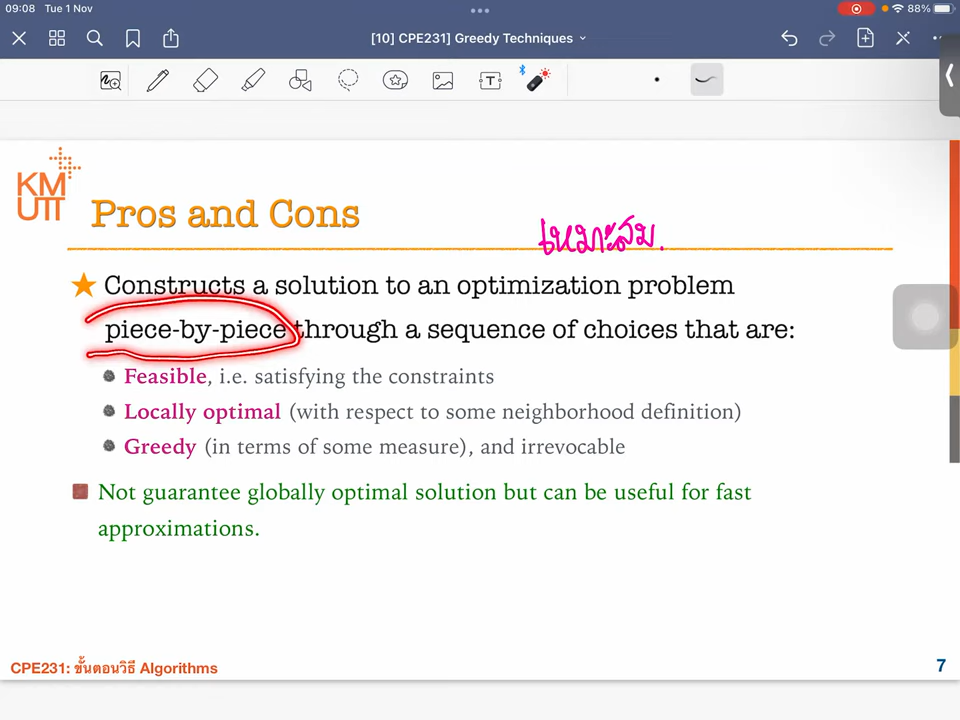 09:08 Tue 1 Nov
88%
[10] CPE231] Greedy Techniques
KM
UTT
Pros and Cons
เหมาะสม.
Constructs a solution to an optimization problem
piece-by-piece through a sequence of choices that are:
Feasible, i.e. satisfying the constraints
Locally optimal (with respect to some neighborhood definition)
Greedy (in terms of some measure), and irrevocable
Not guarantee globally optimal solution but can be useful for fast
approximations.
CPE231: ขั้นตอนวิธี Algorithms
7